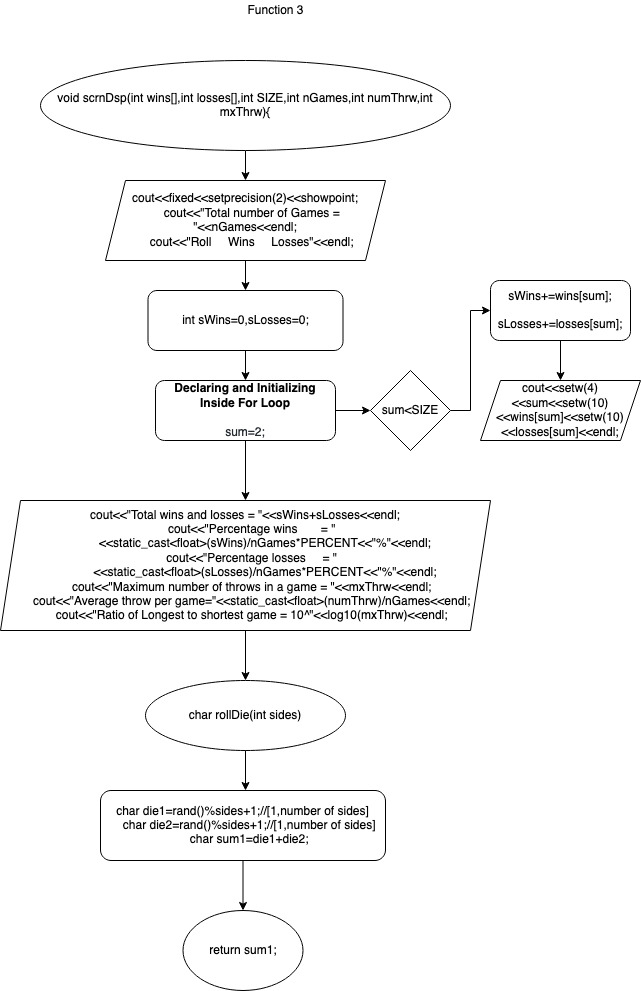 Function 3
void scrnDsp(int wins[],int losses[],int SIZE,int nGames,int numThrw,int
mxThrw){
cout<<fixed<<setprecision(2)<<showpoint;
cout<<"Total number of Games =
"<<nGames<<endl;
cout<<"Roll Wins Losses"<<endl;
int sWins=0,sLosses=0;
Declaring and Initializing
Inside For Loop
sum=2;
sum<SIZE
sWins+=wins[sum];
sLosses+=losses[sum];
cout<<setw(4)
<<sum<<setw(10)
<<wins[sum]<<setw(10)
<<losses[sum]<<endl;
cout<<"Total wins and losses = "<<sWins+sLosses<<endl;
cout<<"Percentage wins = "
<<static_cast<float>(sWins)/nGames*PERCENT<<"%"<<endl;
cout<<"Percentage losses = "
<<static_cast<float>(sLosses)/nGames*PERCENT<<"%"<<endl;
cout<<"Maximum number of throws in a game = "<<mxThrw<<endl;
cout<<"Average throw per game="<<static_cast<float>(numThrw)/nGames<<endl;
cout<<"Ratio of Longest to shortest game = 10^"<<log10(mxThrw)<<endl;
char rollDie(int sides)
char die1=rand()%sides+1;//[1,number of sides]
char die2=rand()%sides+1;//[1,number of sides]
char sum1=die1+die2;
return sum1;